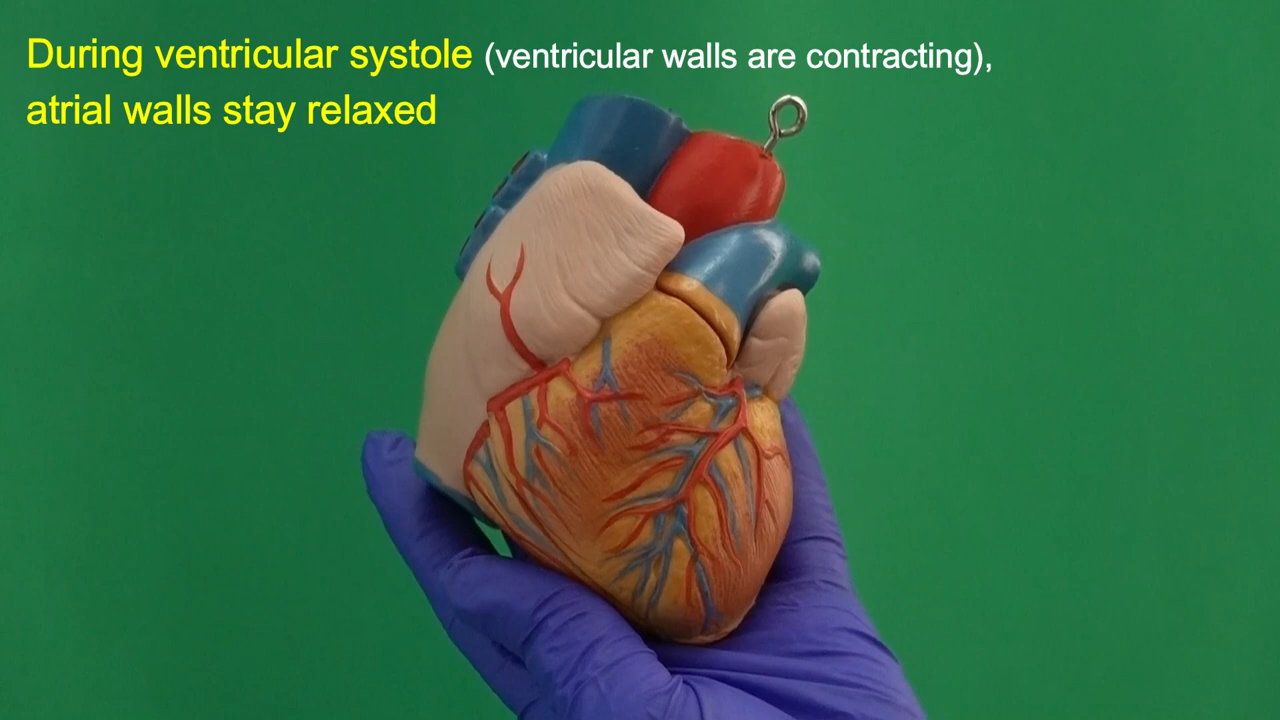 During ventricular systole (ventricular walls are contracting),
atrial walls stay relaxed